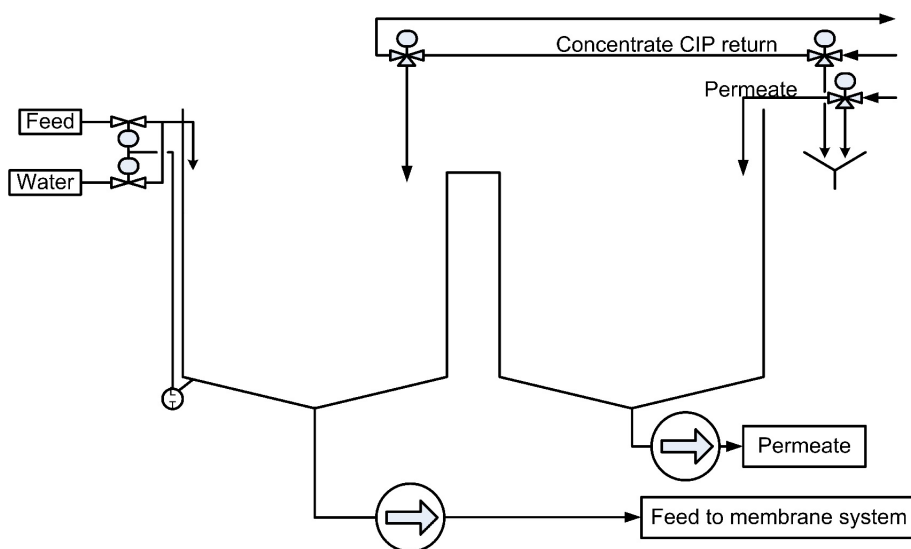 Concentrate CIP return
Permeate
Feed
Water
L
T
Permeate
Feed to membrane system